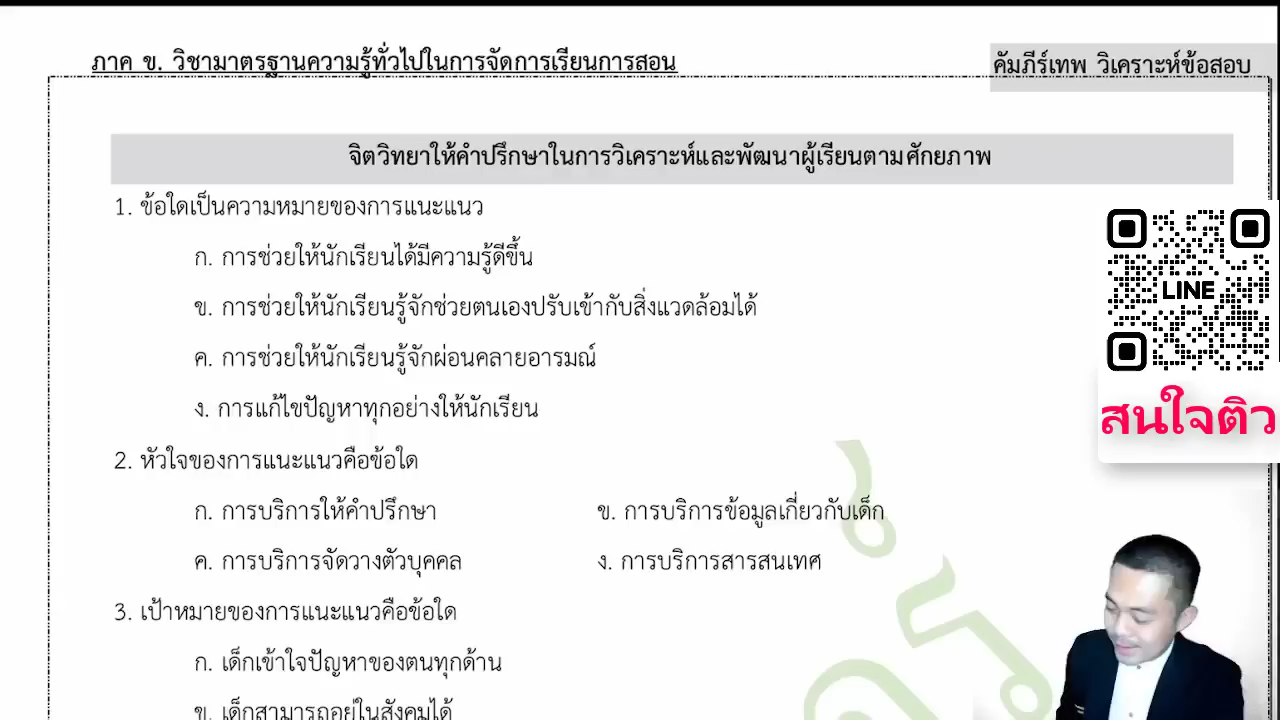 ภาค ข. วิชามาตรฐานความรู้ทั่วไปในการจัดการเรียนการสอน
คัมภีร์เทพ วิเคราะห์ข้อสอบ
จิตวิทยาให้คำปรึกษาในการวิเคราะห์และพัฒนาผู้เรียนตามศักยภาพ
1. ข้อใดเป็นความหมายของการแนะแนว
ก. การช่วยให้นักเรียนได้มีความรู้ดีขึ้น
ข. การช่วยให้นักเรียนรู้จักช่วยตนเองปรับเข้ากับสิ่งแวดล้อมได้
ค. การช่วยให้นักเรียนรู้จักผ่อนคลายอารมณ์
ง. การแก้ไขปัญหาทุกอย่างให้นักเรียน
LINE
สนใจติว
2. หัวใจของการแนะแนวคือข้อใด
ก. การบริการให้คำปรึกษา ข. การบริการข้อมูลเกี่ยวกับเด็ก
ค. การบริการจัดวางตัวบุคคล ง. การบริการสารสนเทศ
3. เป้าหมายของการแนะแนวคือข้อใด
ก. เด็กเข้าใจปัญหาของตนทุกด้าน
ข. เด็กสามารถอยู่ในสังคมได้